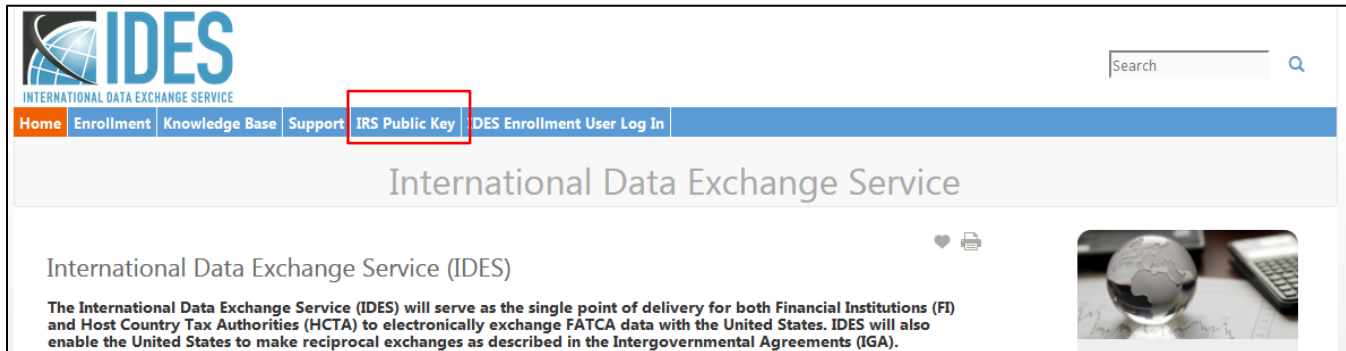 IDES
INTERNATIONAL DATA EXCHANGE SERVICE
Search
Home Enrollment Knowledge Base Support IRS Public Key IDES Enrollment User Log In
International Data Exchange Service
International Data Exchange Service (IDES)
The International Data Exchange Service (IDES) will serve as the single point of delivery for both Financial Institutions (FI)
and Host Country Tax Authorities (HCTA) to electronically exchange FATCA data with the United States. IDES will also
enable the United States to make reciprocal exchanges as described in the Intergovernmental Agreements (IGA).